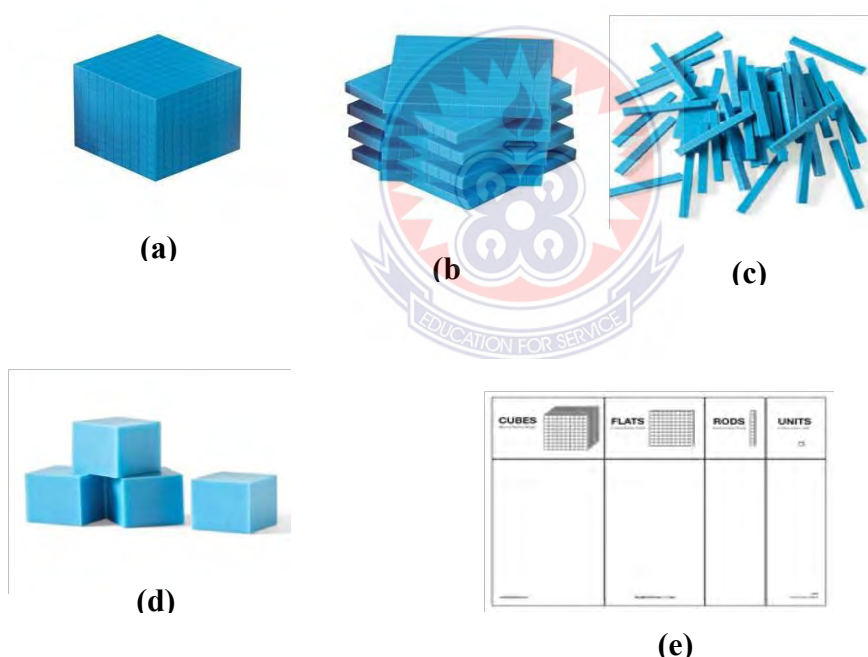 (a)
(b
(c)
EDUCATION FOR SERVICE
(d)
CUBES
FLATS
RODS
UNITS
(e)